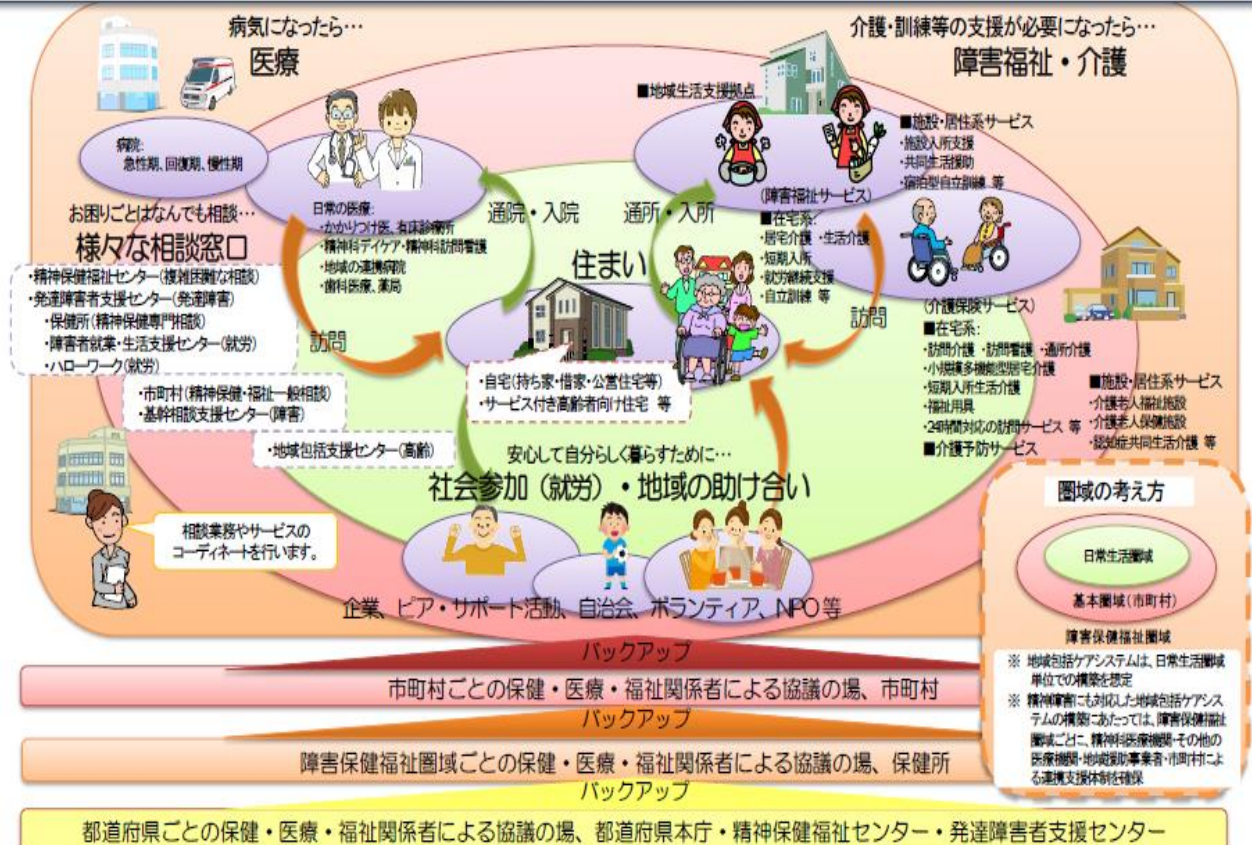 病気になったら…
医療
介護・訓練等の支援が必要になったら…
障害福祉・介護
病院:
急性期、回復期、慢性期
日常の医療:
・かかりつけ医、有床診療所
・精神科デイケア・精神科訪問看護
・地域の連携病院
・歯科医療、薬局
通院・入院
訪問
■地域生活支援拠点
■施設・居住系サービス
・施設入所支援
・共同生活援助
・宿泊型自立訓練 等
(障害福祉サービス)
■在宅系:
・居宅介護 ・生活介護
・短期入所
・就労継続支援
・自立訓練 等
通所・入所
訪問
(介護保険サービス)
■在宅系:
・訪問介護 ・訪問看護 ・通所介護
・小規模多機能型居宅介護
・短期入所生活介護
・福祉用具
・24時間対応の訪問サービス 等
■介護予防サービス
■施設・居住系サービス
・介護老人福祉施設
・介護老人保健施設
・認知症共同生活介護 等
お困りごとはなんでも相談…
様々な相談窓口
・精神保健福祉センター(複雑困難な相談)
・発達障害者支援センター(発達障害)
・保健所(精神保健専門相談)
・障害者就業・生活支援センター(就労)
・ハローワーク(就労)
・市町村(精神保健・福祉一般相談)
・基幹相談支援センター(障害)
・地域包括支援センター(高齢)
相談業務やサービスの
コーディネートを行います。
住まい
・自宅(持ち家・借家・公営住宅等)
・サービス付き高齢者向け住宅 等
安心して自分らしく暮らすために…
社会参加(就労)・地域の助け合い
企業、ピア・サポート活動、自治会、ボランティア、NPO等
圏域の考え方
日常生活圏域
基本圏域(市町村)
障害保健福祉圏域
※ 地域包括ケアシステムは、日常生活圏域
単位での構築を想定
※ 精神障害にも対応した地域包括ケアシス
テムの構築にあたっては、障害保健福祉
圏域ごとに、精神科医療機関・その他の
医療機関・地域援助事業者・市町村によ
る連携支援体制を確保
バックアップ
市町村ごとの保健・医療・福祉関係者による協議の場、市町村
バックアップ
障害保健福祉圏域ごとの保健・医療・福祉関係者による協議の場、保健所
バックアップ
都道府県ごとの保健・医療・福祉関係者による協議の場、都道府県本庁・精神保健福祉センター・発達障害者支援センター